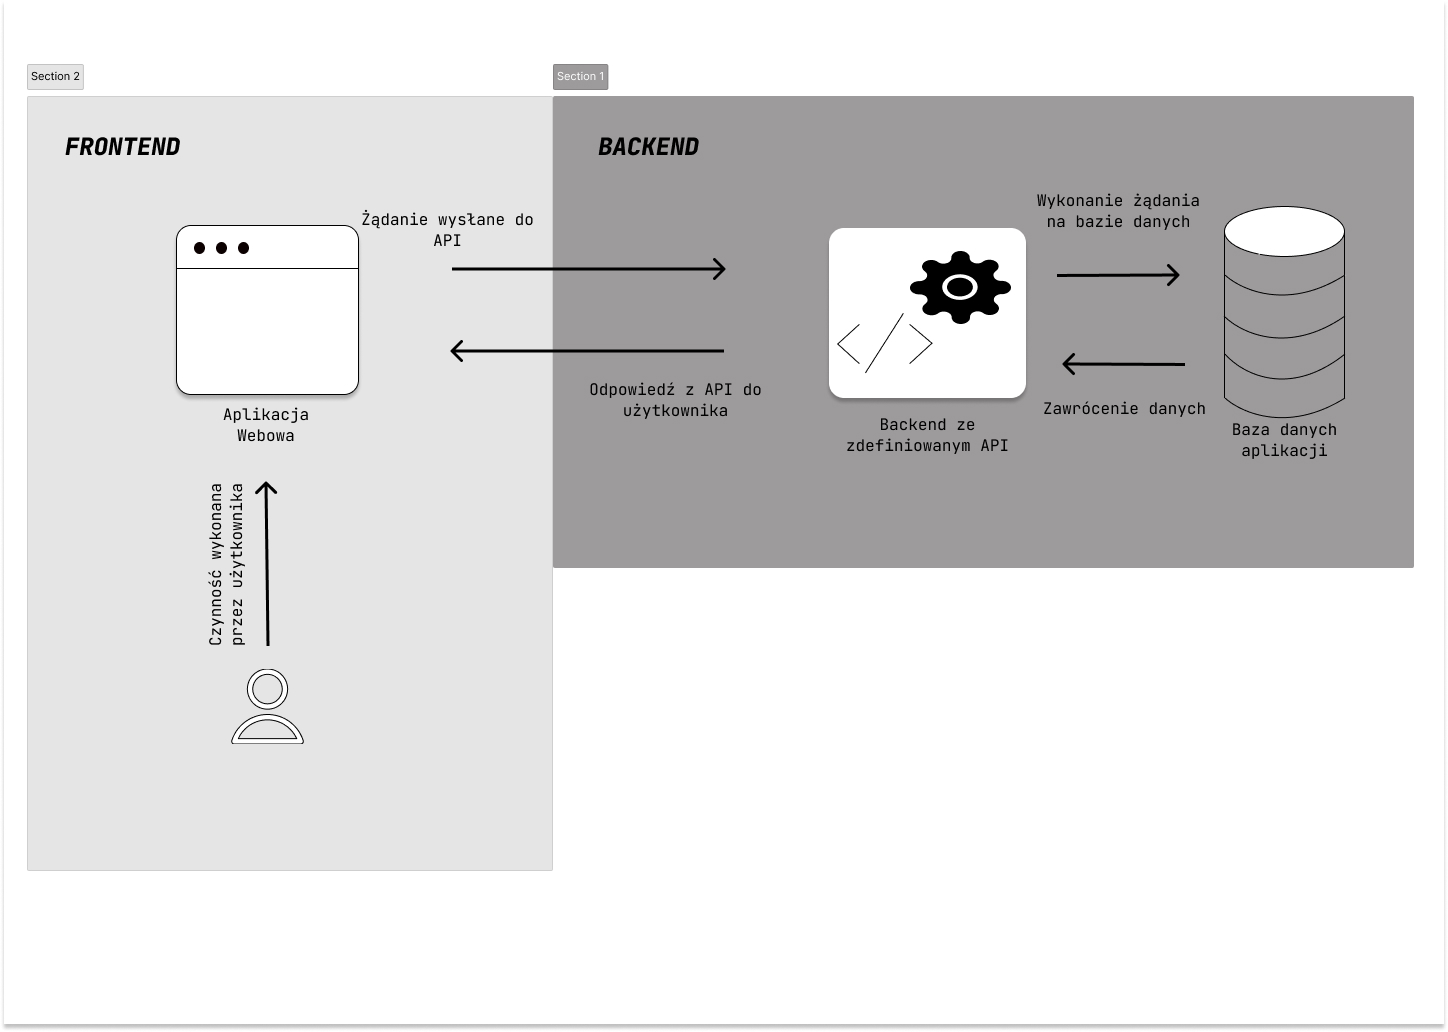 Section 2
Section 1
FRONTEND
BACKEND
Żądanie wysłane do
API
Wykonanie żądania
na bazie danych
Odpowiedź z API do
użytkownika
Zawrócenie danych
Aplikacja
Webowa
Backend ze
zdefiniowanym API
Baza danych
aplikacji
Czynność wykonana
przez użytkownika